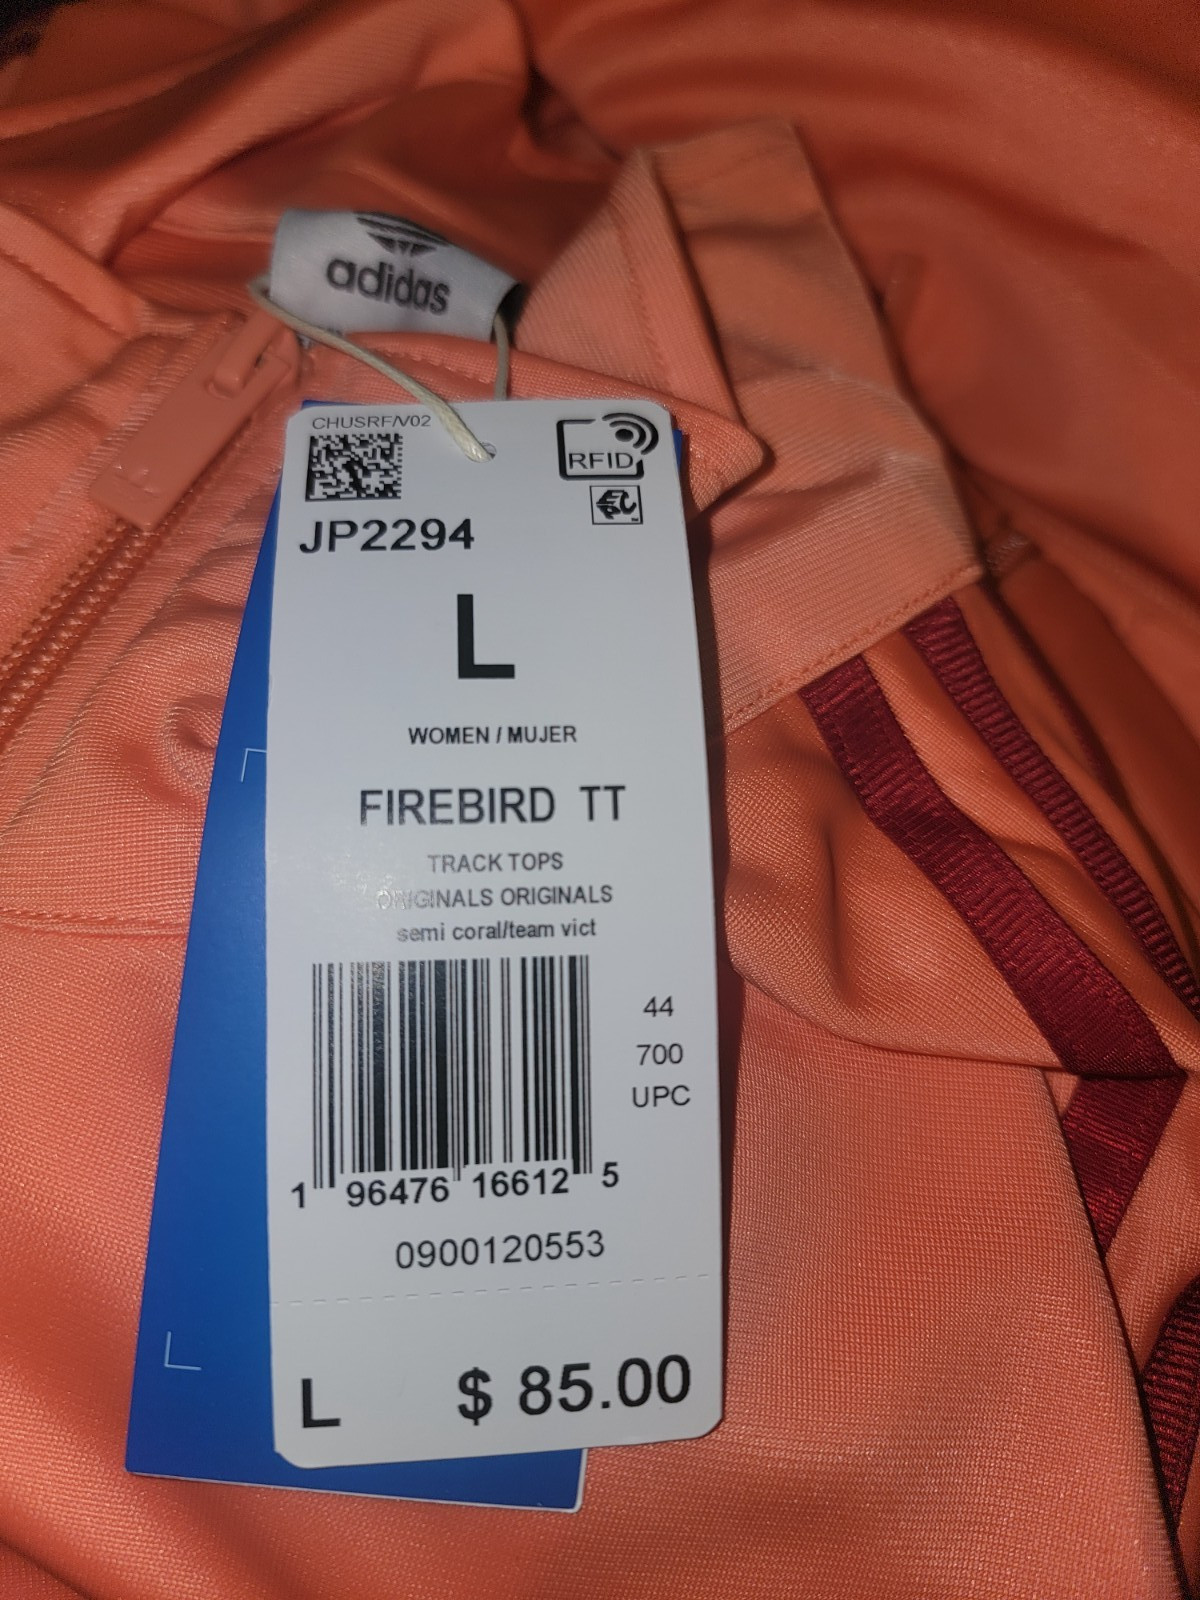 adidas
CHUSRF/V02
RFID
JP2294
L
WOMEN / MUJER
FIREBIRD TT
TRACK TOPS
ORIGINALS ORIGINALS
semi coral/team vict
44
700
UPC
1 96476 16612 5
0900120553
L $ 85.00